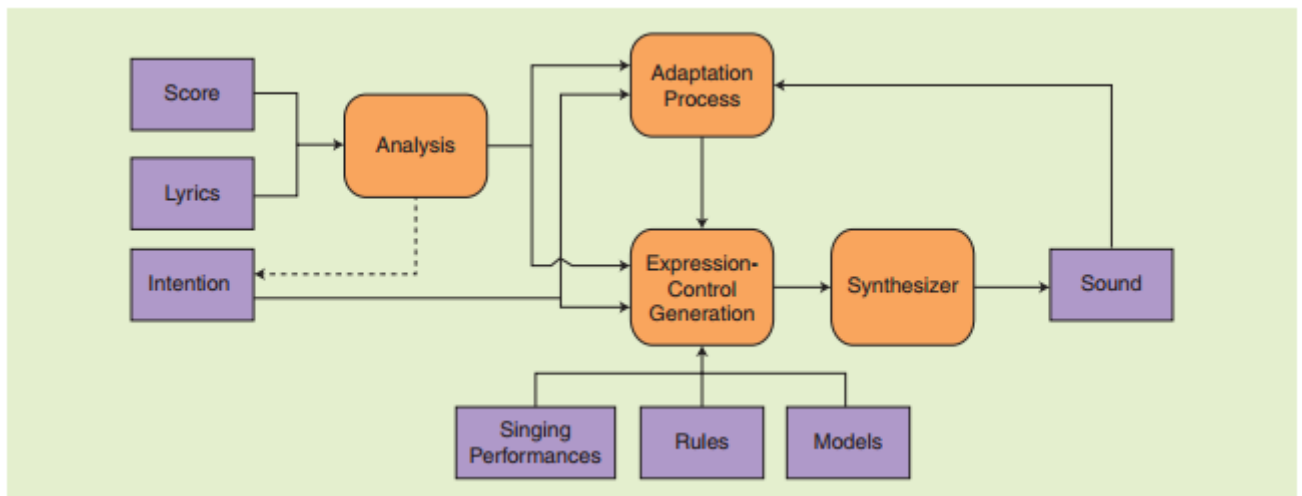 Score
Lyrics
Intention
Analysis
Adaptation
Process
Expression-
Control
Generation
Synthesizer
Sound
Singing
Performances
Rules
Models